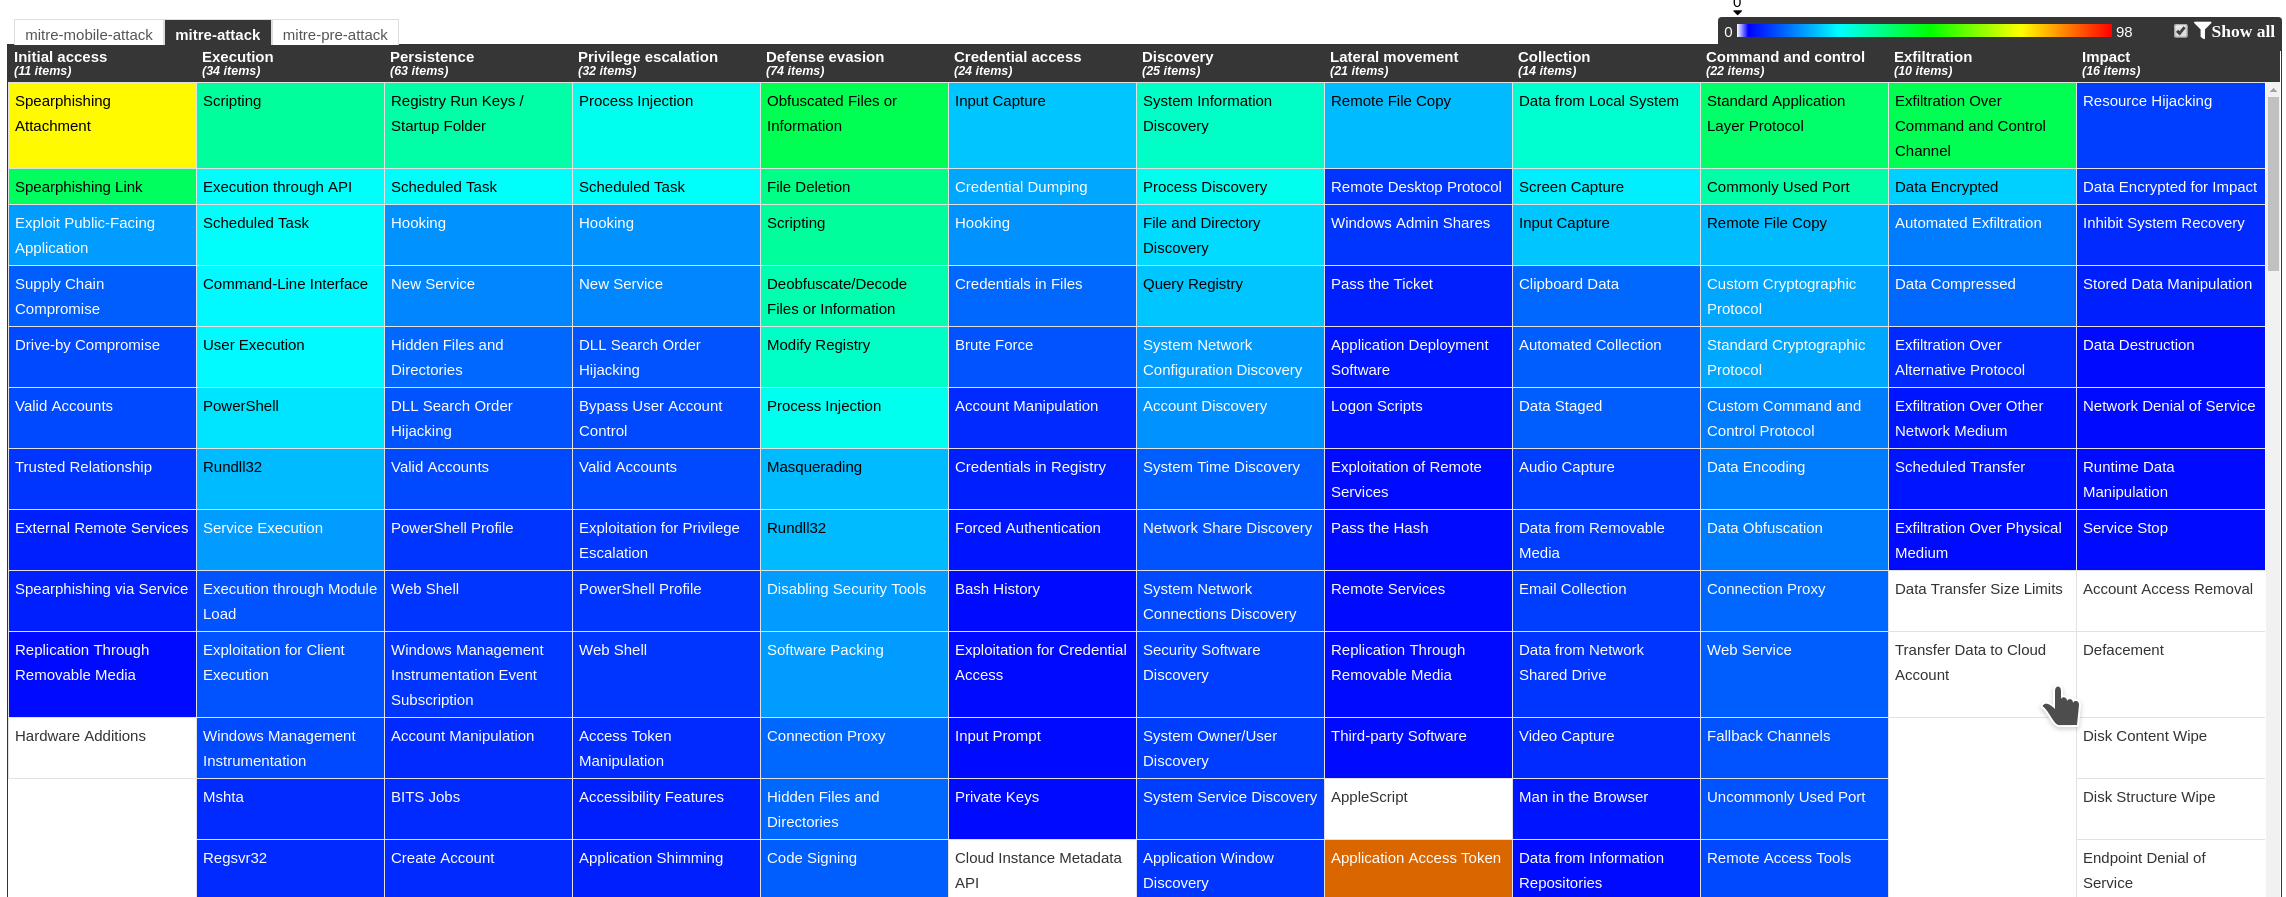 0
mitre-mobile-attack mitre-attack mitre-pre-attack
0 98 Show all
Initial access
(11 items)
Spearphishing
Attachment
Spearphishing Link
Exploit Public-Facing
Application
Supply Chain
Compromise
Drive-by Compromise
Valid Accounts
Trusted Relationship
External Remote Services
Spearphishing via Service
Replication Through
Removable Media
Hardware Additions
Execution
(34 items)
Scripting
Execution through API
Scheduled Task
Command-Line Interface
User Execution
PowerShell
Rundll32
Service Execution
Execution through Module
Load
Exploitation for Client
Execution
Windows Management
Instrumentation
Mshta
Regsvr32
Persistence
(63 items)
Registry Run Keys /
Startup Folder
Scheduled Task
Hooking
New Service
Hidden Files and
Directories
DLL Search Order
Hijacking
Valid Accounts
PowerShell Profile
Web Shell
Windows Management
Instrumentation Event
Subscription
Account Manipulation
BITS Jobs
Create Account
Privilege escalation
(32 items)
Process Injection
Scheduled Task
Hooking
New Service
DLL Search Order
Hijacking
Bypass User Account
Control
Valid Accounts
Exploitation for Privilege
Escalation
PowerShell Profile
Web Shell
Access Token
Manipulation
Accessibility Features
Application Shimming
Defense evasion
(74 items)
Obfuscated Files or
Information
File Deletion
Scripting
Deobfuscate/Decode
Files or Information
Modify Registry
Process Injection
Masquerading
Rundll32
Disabling Security Tools
Software Packing
Connection Proxy
Hidden Files and
Directories
Code Signing
Credential access
(24 items)
Input Capture
Credential Dumping
Hooking
Credentials in Files
Brute Force
Account Manipulation
Credentials in Registry
Forced Authentication
Bash History
Exploitation for Credential
Access
Input Prompt
Private Keys
Cloud Instance Metadata
API
Discovery
(25 items)
System Information
Discovery
Process Discovery
File and Directory
Discovery
Query Registry
System Network
Configuration Discovery
Account Discovery
System Time Discovery
Network Share Discovery
System Network
Connections Discovery
Security Software
Discovery
System Owner/User
Discovery
System Service Discovery
Application Window
Discovery
Lateral movement
(21 items)
Remote File Copy
Remote Desktop Protocol
Windows Admin Shares
Pass the Ticket
Application Deployment
Software
Logon Scripts
Exploitation of Remote
Services
Pass the Hash
Remote Services
Replication Through
Removable Media
Third-party Software
AppleScript
Application Access Token
Collection
(14 items)
Data from Local System
Screen Capture
Input Capture
Clipboard Data
Automated Collection
Data Staged
Audio Capture
Data from Removable
Media
Email Collection
Data from Network
Shared Drive
Video Capture
Man in the Browser
Data from Information
Repositories
Command and control
(22 items)
Standard Application
Layer Protocol
Commonly Used Port
Remote File Copy
Custom Cryptographic
Protocol
Standard Cryptographic
Protocol
Custom Command and
Control Protocol
Data Encoding
Data Obfuscation
Connection Proxy
Web Service
Fallback Channels
Uncommonly Used Port
Remote Access Tools
Exfiltration
(10 items)
Exfiltration Over
Command and Control
Channel
Data Encrypted
Automated Exfiltration
Data Compressed
Exfiltration Over
Alternative Protocol
Exfiltration Over Other
Network Medium
Scheduled Transfer
Exfiltration Over Physical
Medium
Data Transfer Size Limits
Transfer Data to Cloud
Account
Impact
(16 items)
Resource Hijacking
Data Encrypted for Impact
Inhibit System Recovery
Stored Data Manipulation
Data Destruction
Network Denial of Service
Runtime Data
Manipulation
Service Stop
Account Access Removal
Defacement
Disk Content Wipe
Disk Structure Wipe
Endpoint Denial of
Service